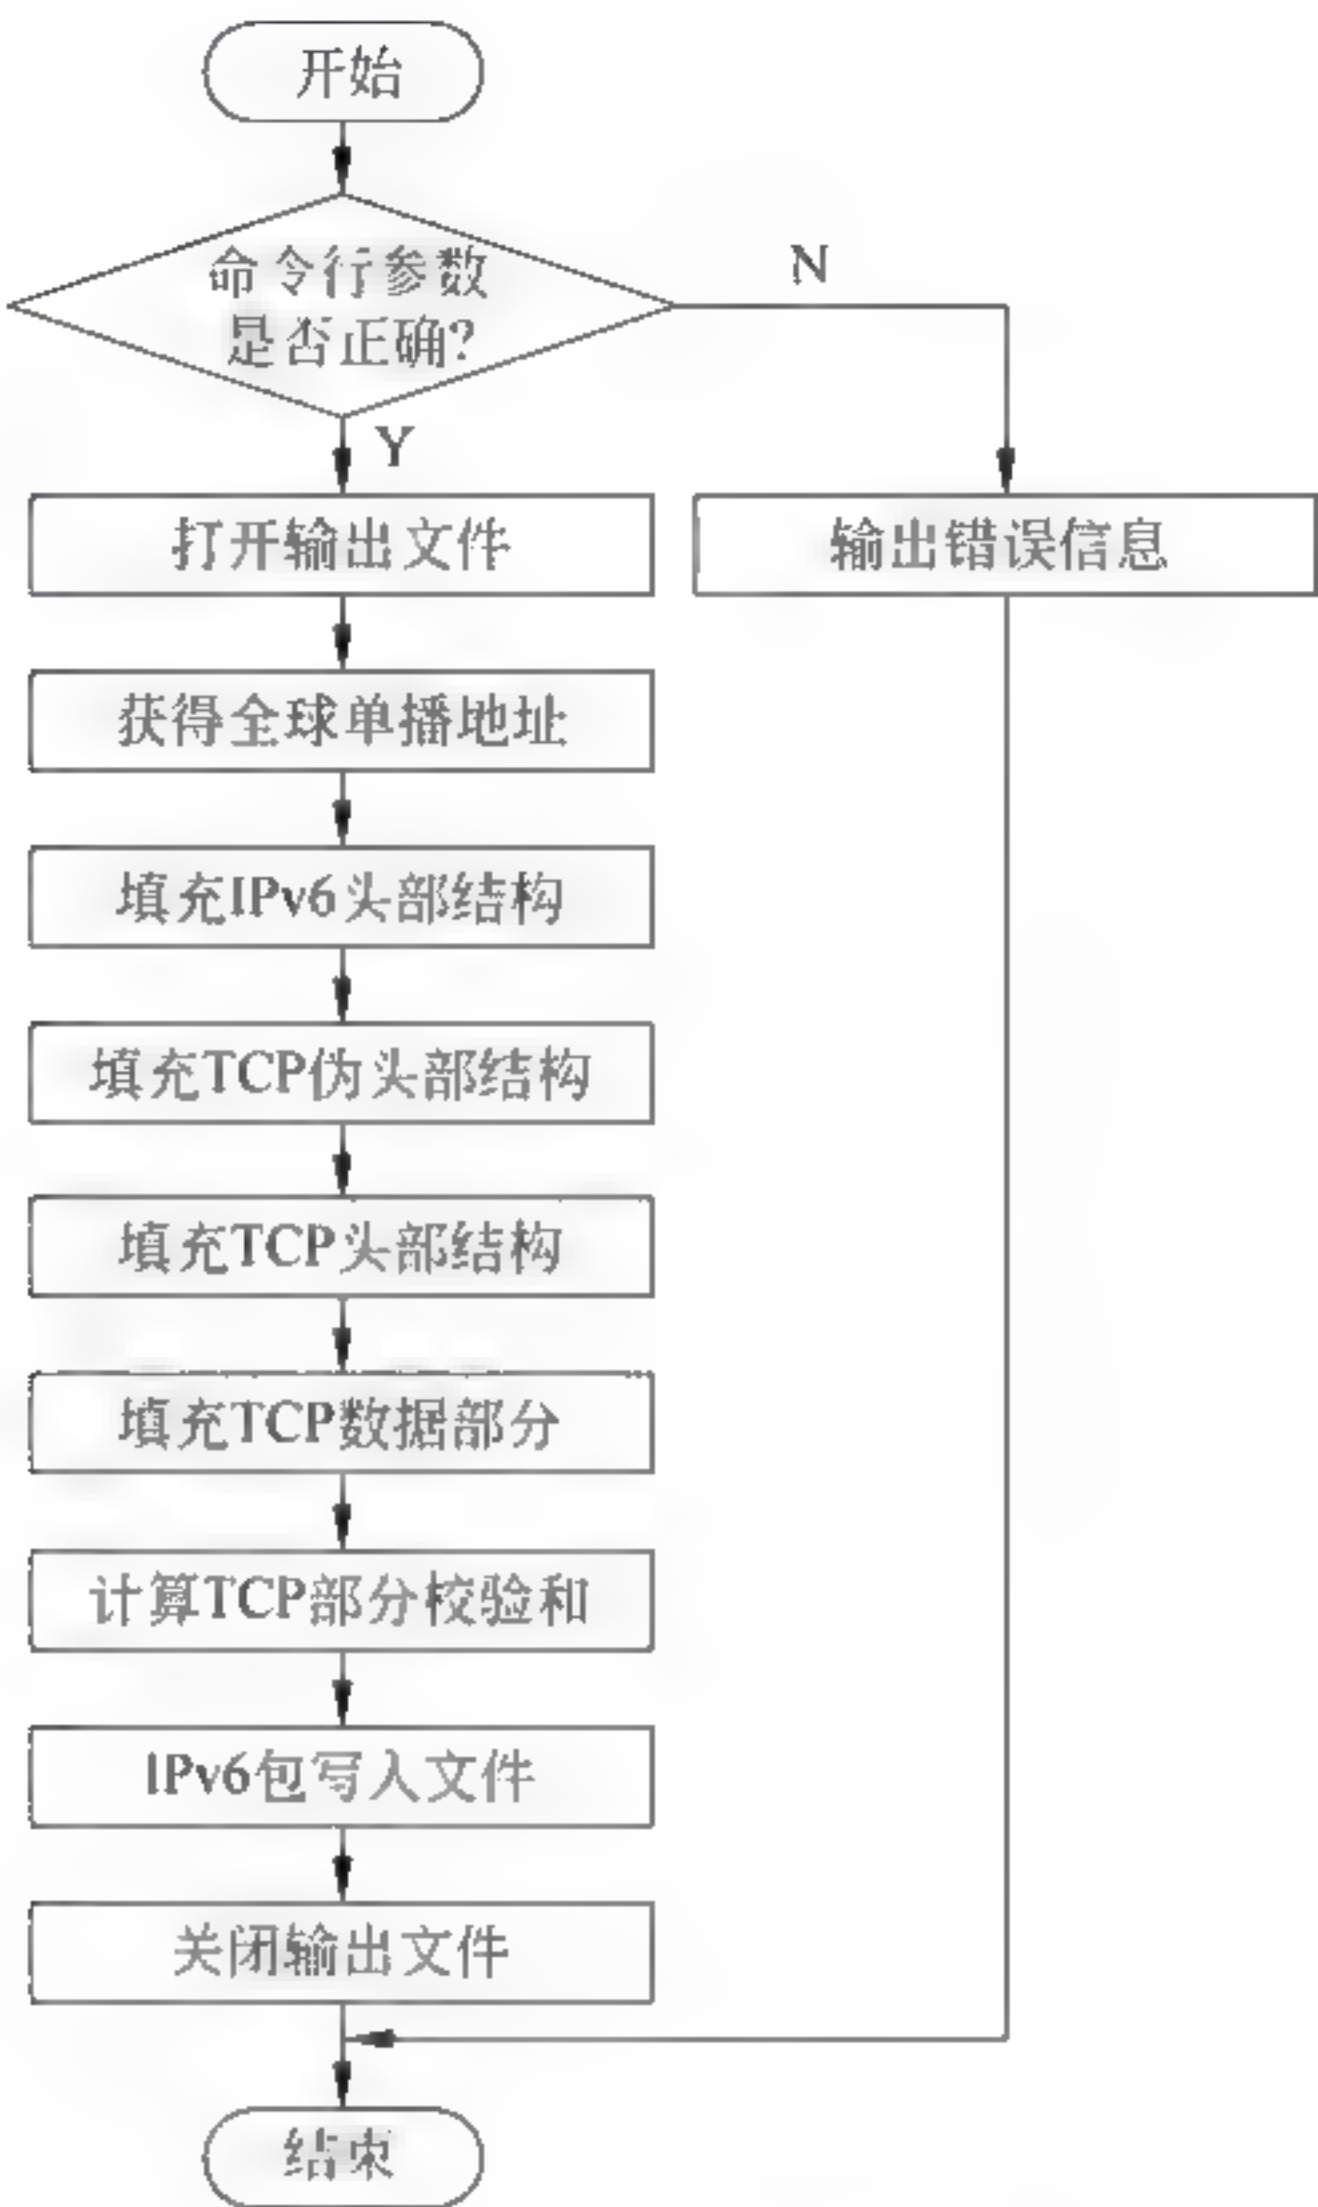 开始
命令行参数
是否正确?
N
Y
打开输出文件
输出错误信息
获得全球单播地址
填充IPv6头部结构
填充TCP伪头部结构
填充TCP头部结构
填充TCP数据部分
计算TCP部分校验和
IPv6包写入文件
关闭输出文件
结束